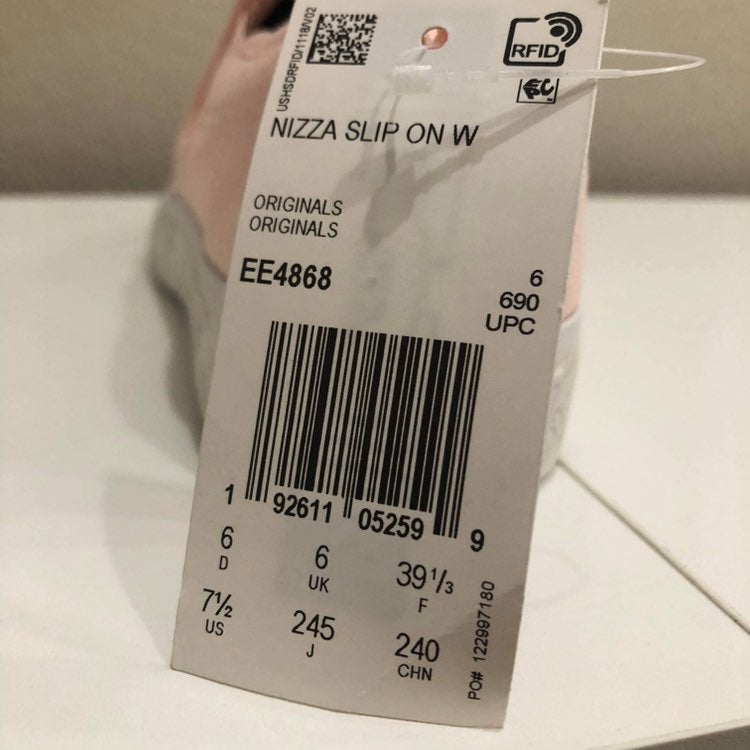 USHSDRFID/1118/V02
RFID
NIZZA SLIP ON W
ORIGINALS
ORIGINALS
EE4868
6
690
UPC
1 92611 05259 9
6 6 39 1/3
D UK F
7½ 245 240
US J CHN
PO# 122997180